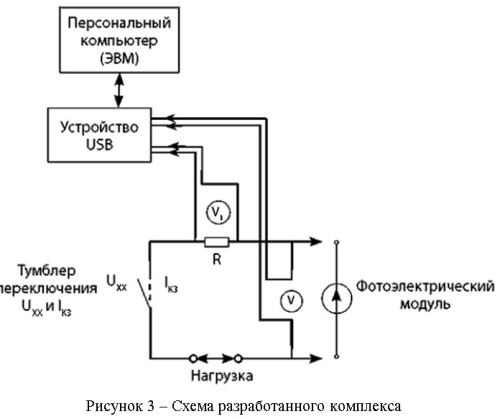 Персональный
компьютер
(ЭВМ)
Устройство
USB
V₁
R
Тумблер
переключения
Uхх и Iкз
Uхх
Iкз
V
Фотоэлектрический
модуль
Нагрузка
Рисунок 3 – Схема разработанного комплекса